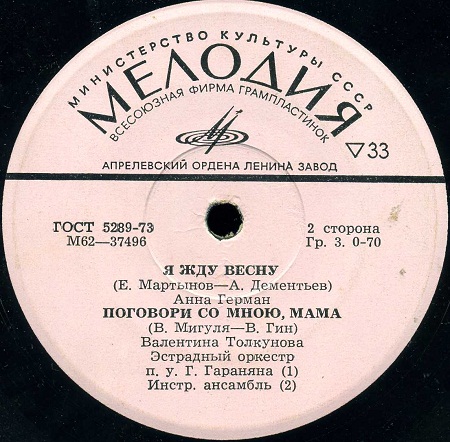 МИНИСТЕРСТВО КУЛЬТУРЫ СССР
МЕЛОДИЯ
ВСЕСОЮЗНАЯ ФИРМА ГРАМПЛАСТИНОК
▽33
АПРЕЛЕВСКИЙ ОРДЕНА ЛЕНИНА ЗАВОД
ГОСТ 5289-73
М62—37496
2 сторона
Гр. 3. 0-70
Я ЖДУ ВЕСНУ
(Е. Мартынов—А. Дементьев)
Анна Герман
ПОГОВОРИ СО МНОЮ, МАМА
(В. Мигуля—В. Гин)
Валентина Толкунова
Эстрадный оркестр
п. у. Г. Гараняна (1)
Инстр. ансамбль (2)